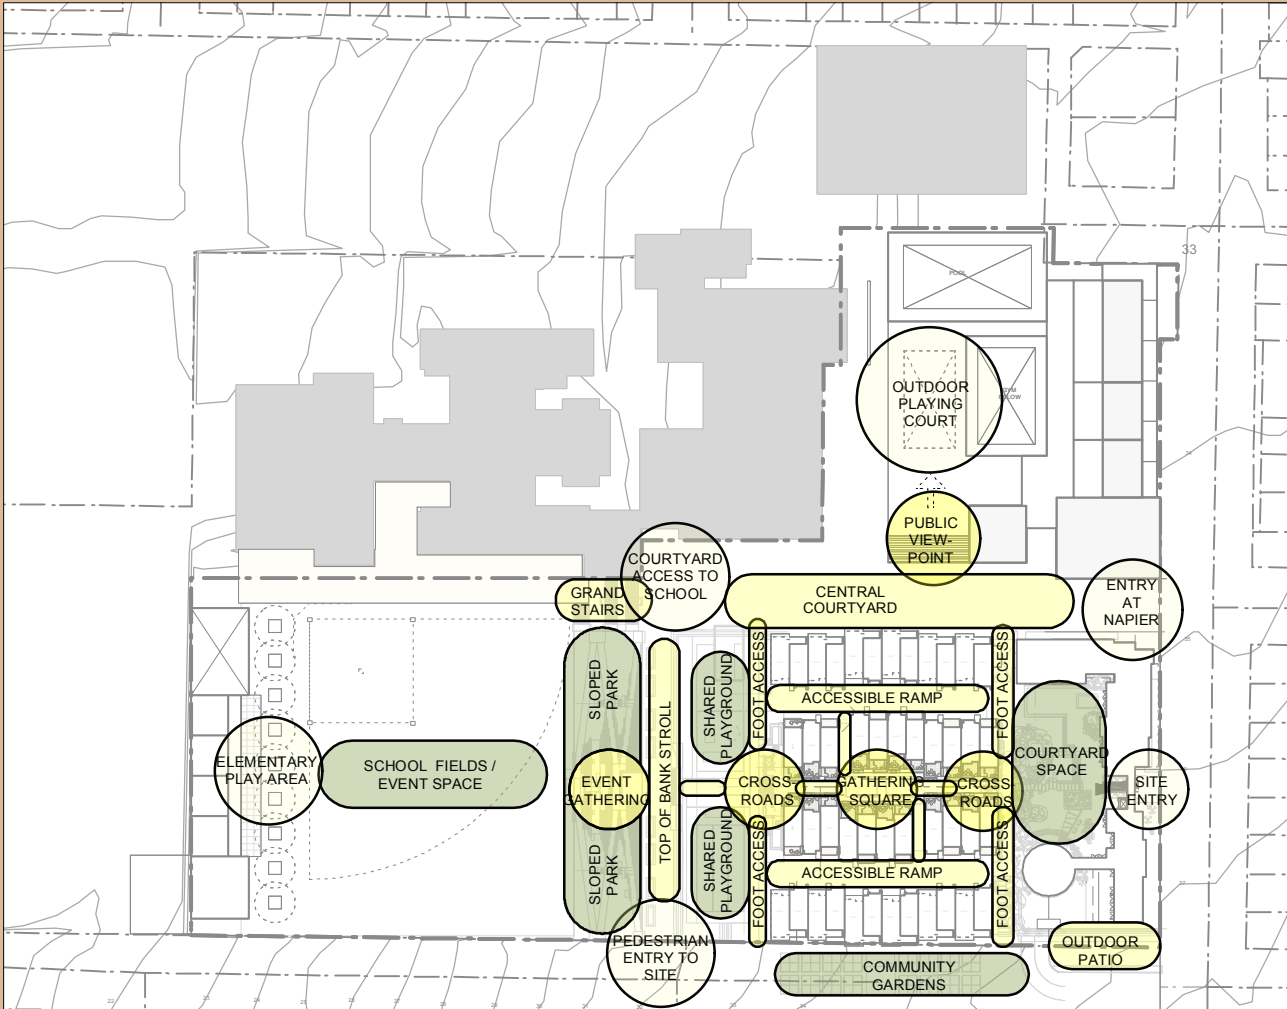 33
POOL
OUTDOOR
PLAYING
COURT
GYM
BELOW
PUBLIC
VIEW-
POINT
COURTYARD
ACCESS TO
SCHOOL
GRAND
STAIRS
CENTRAL
COURTYARD
ENTRY
AT
NAPIER
SLOPED
PARK
TOP OF BANK STROLL
SHARED
PLAYGROUND
FOOT ACCESS
ACCESSIBLE RAMP
FOOT ACCESS
ELEMENTARY
PLAY AREA
SCHOOL FIELDS /
EVENT SPACE
EVENT
GATHERING
CROSS-
ROADS
GATHERING
SQUARE
CROSS-
ROADS
COURTYARD
SPACE
SITE
ENTRY
SLOPED
PARK
SHARED
PLAYGROUND
FOOT ACCESS
ACCESSIBLE RAMP
FOOT ACCESS
PEDESTRIAN
ENTRY TO
SITE
OUTDOOR
PATIO
COMMUNITY
GARDENS